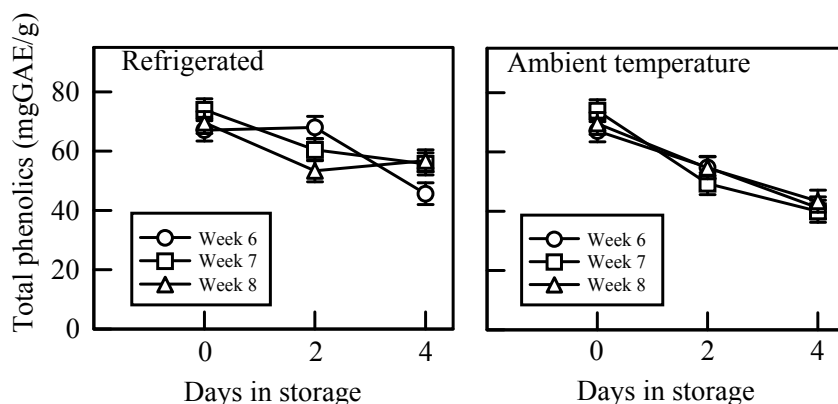 Total phenolics (mgGAE/g)
80
60
40
20
0
Refrigerated
Week 6
Week 7
Week 8
0 2 4
Days in storage
Ambient temperature
Week 6
Week 7
Week 8
0 2 4
Days in storage